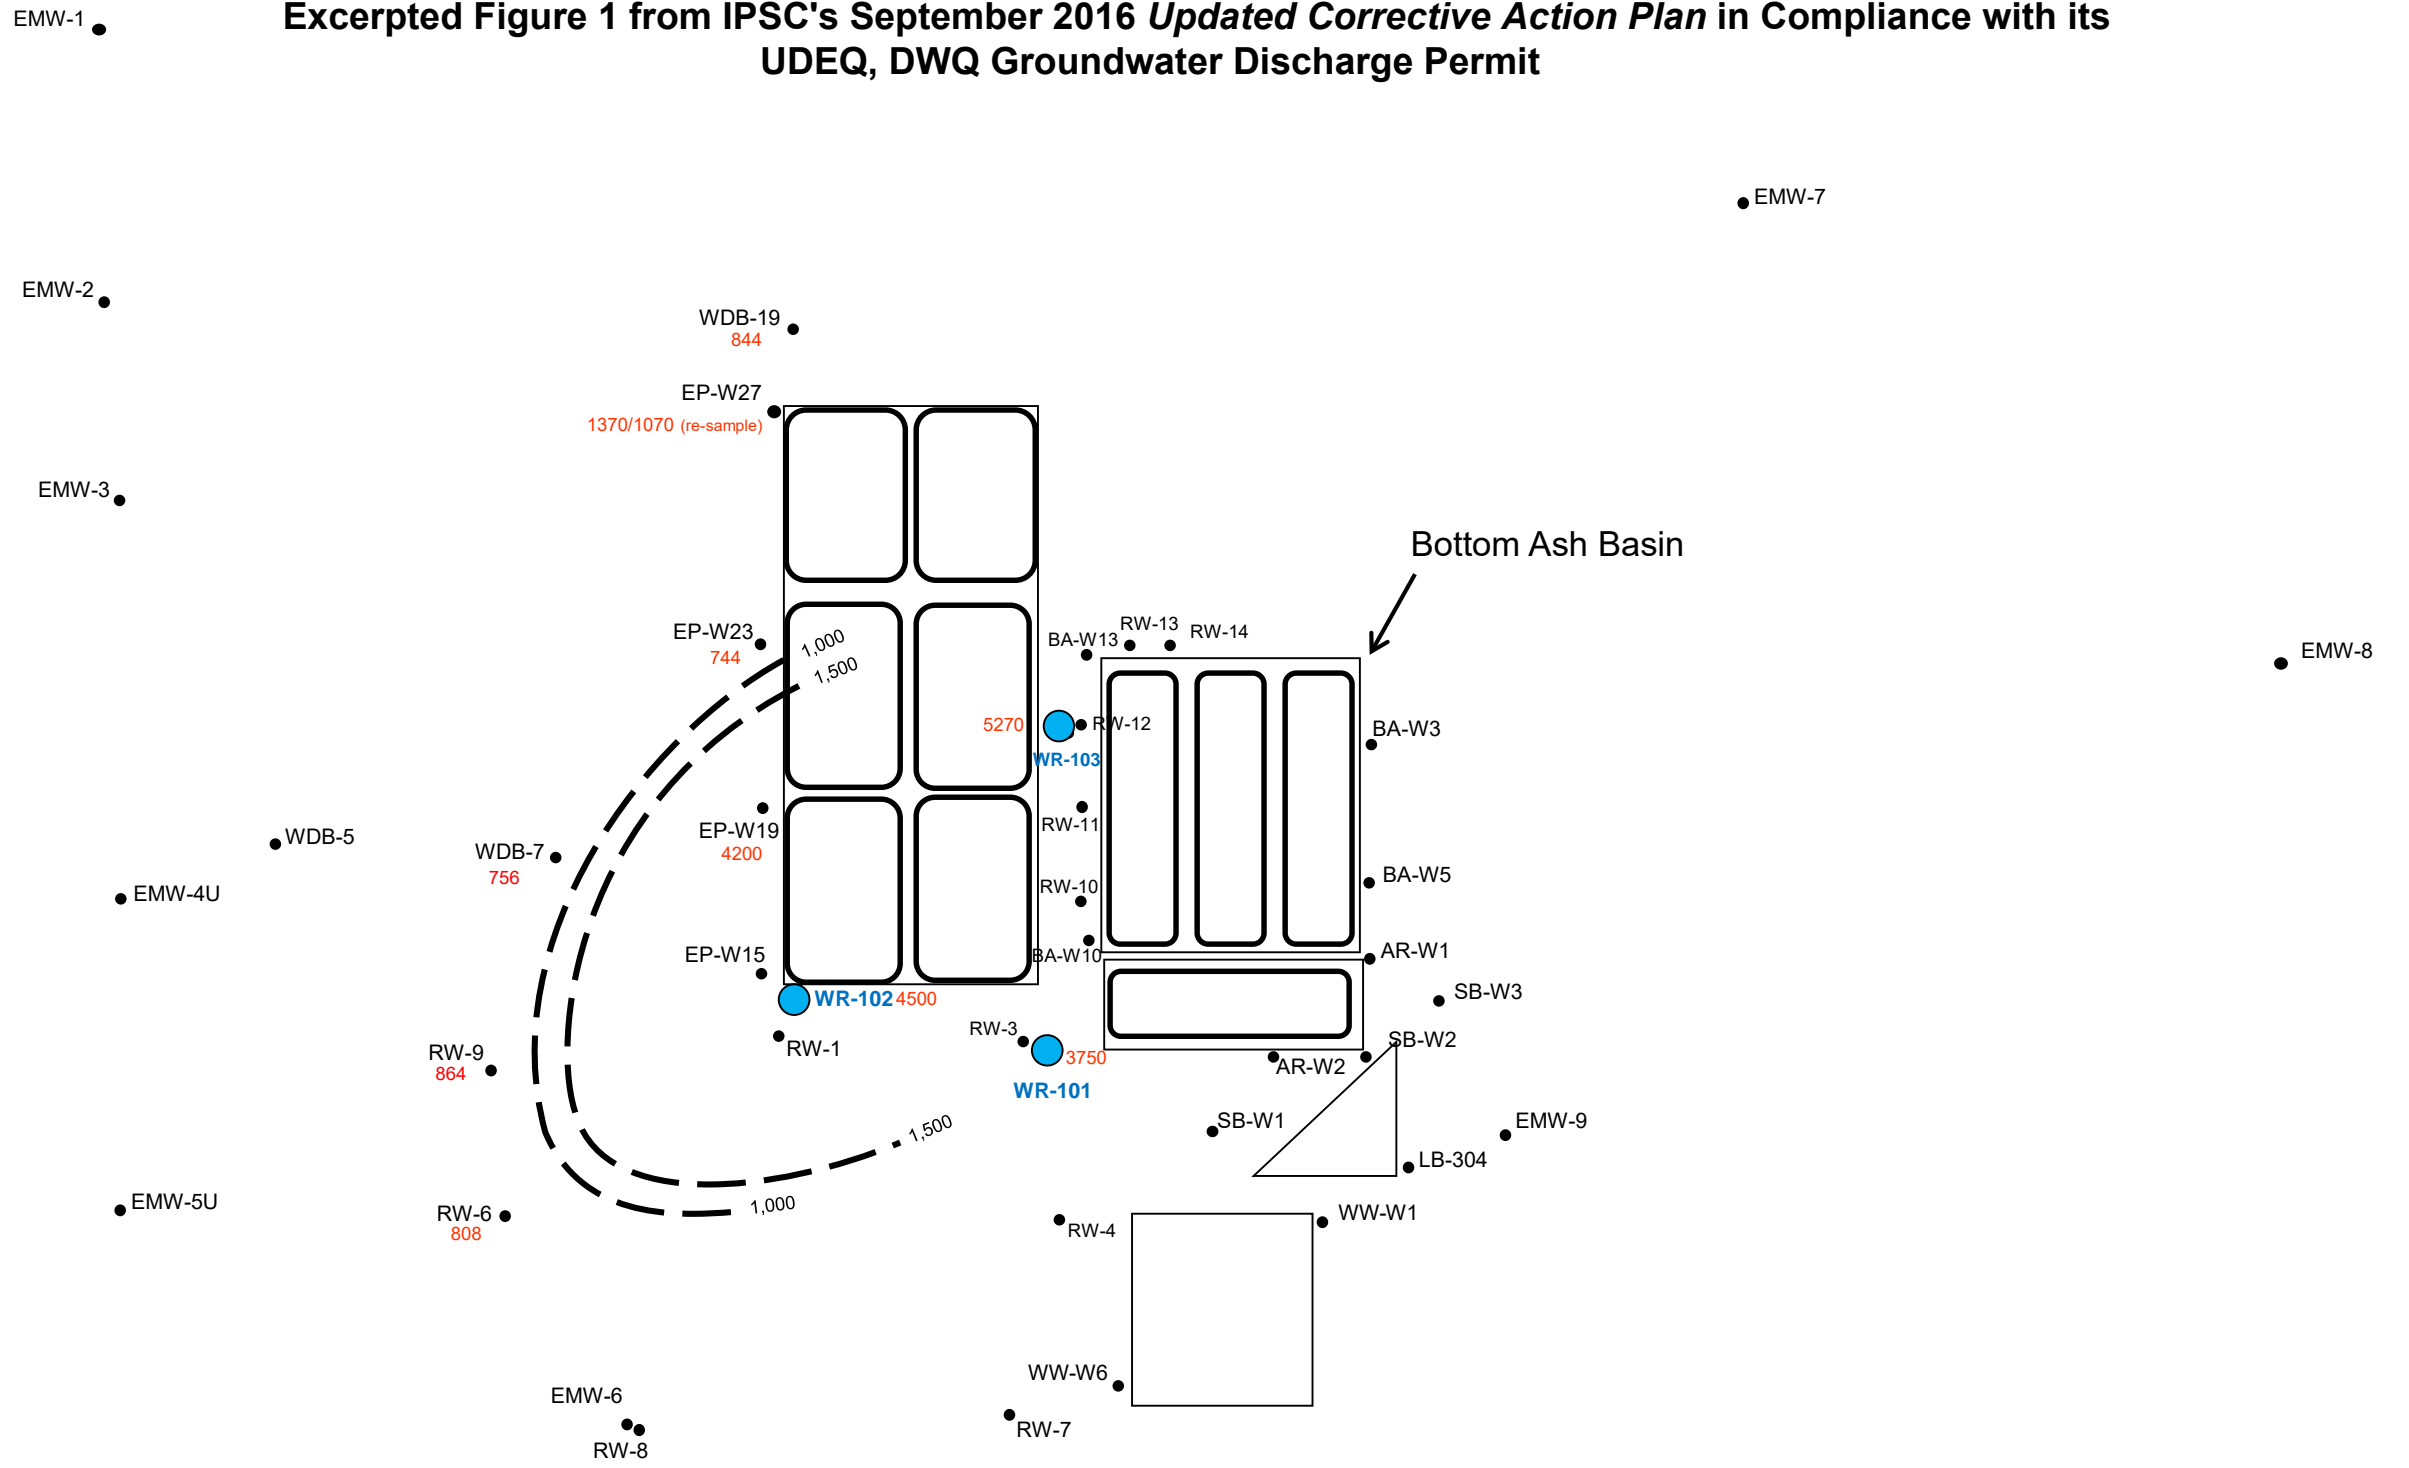 EMW-1
Excerpted Figure 1 from IPSC's September 2016 Updated Corrective Action Plan in Compliance with its
UDEQ, DWQ Groundwater Discharge Permit
EMW-7
EMW-2
WDB-19
844
EP-W27
1370/1070 (re-sample)
EMW-3
Bottom Ash Basin
EP-W23
744
1,000
1,500
BA-W13
RW-13
RW-14
EMW-8
5270
RW-12
WR-103
BA-W3
EP-W19
4200
RW-11
WDB-5
WDB-7
756
EMW-4U
RW-10
BA-W5
EP-W15
BA-W10
AR-W1
WR-102
4500
SB-W3
RW-1
RW-3
3750
WR-101
SB-W2
AR-W2
RW-9
864
SB-W1
EMW-9
1,500
LB-304
1,000
EMW-5U
RW-6
808
RW-4
WW-W1
WW-W6
EMW-6
RW-7
RW-8